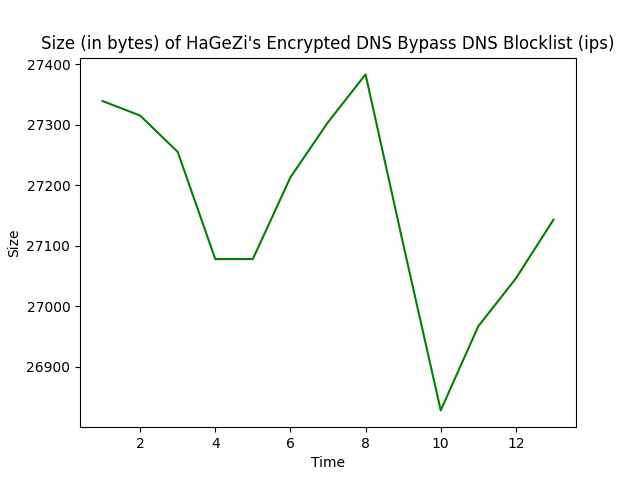 Size (in bytes) of HaGeZi's Encrypted DNS Bypass DNS Blocklist (ips)
27400
27300
27200
27100
27000
26900
Size
2 4 6 8 10 12
Time